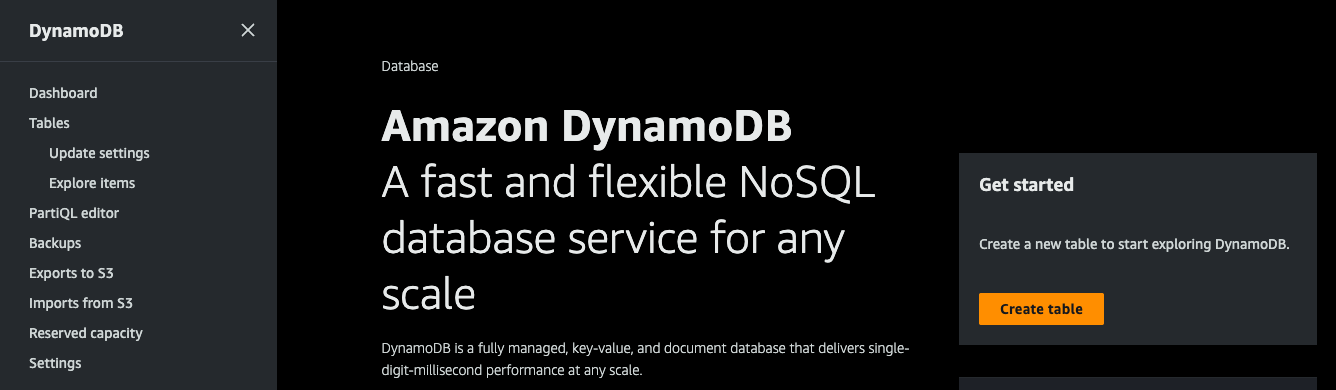 DynamoDB
Dashboard
Tables
Update settings
Explore items
PartiQL editor
Backups
Exports to S3
Imports from S3
Reserved capacity
Settings
Database
Amazon DynamoDB
A fast and flexible NoSQL
database service for any
scale
DynamoDB is a fully managed, key-value, and document database that delivers single-
digit-millisecond performance at any scale.
Get started
Create a new table to start exploring DynamoDB.
Create table